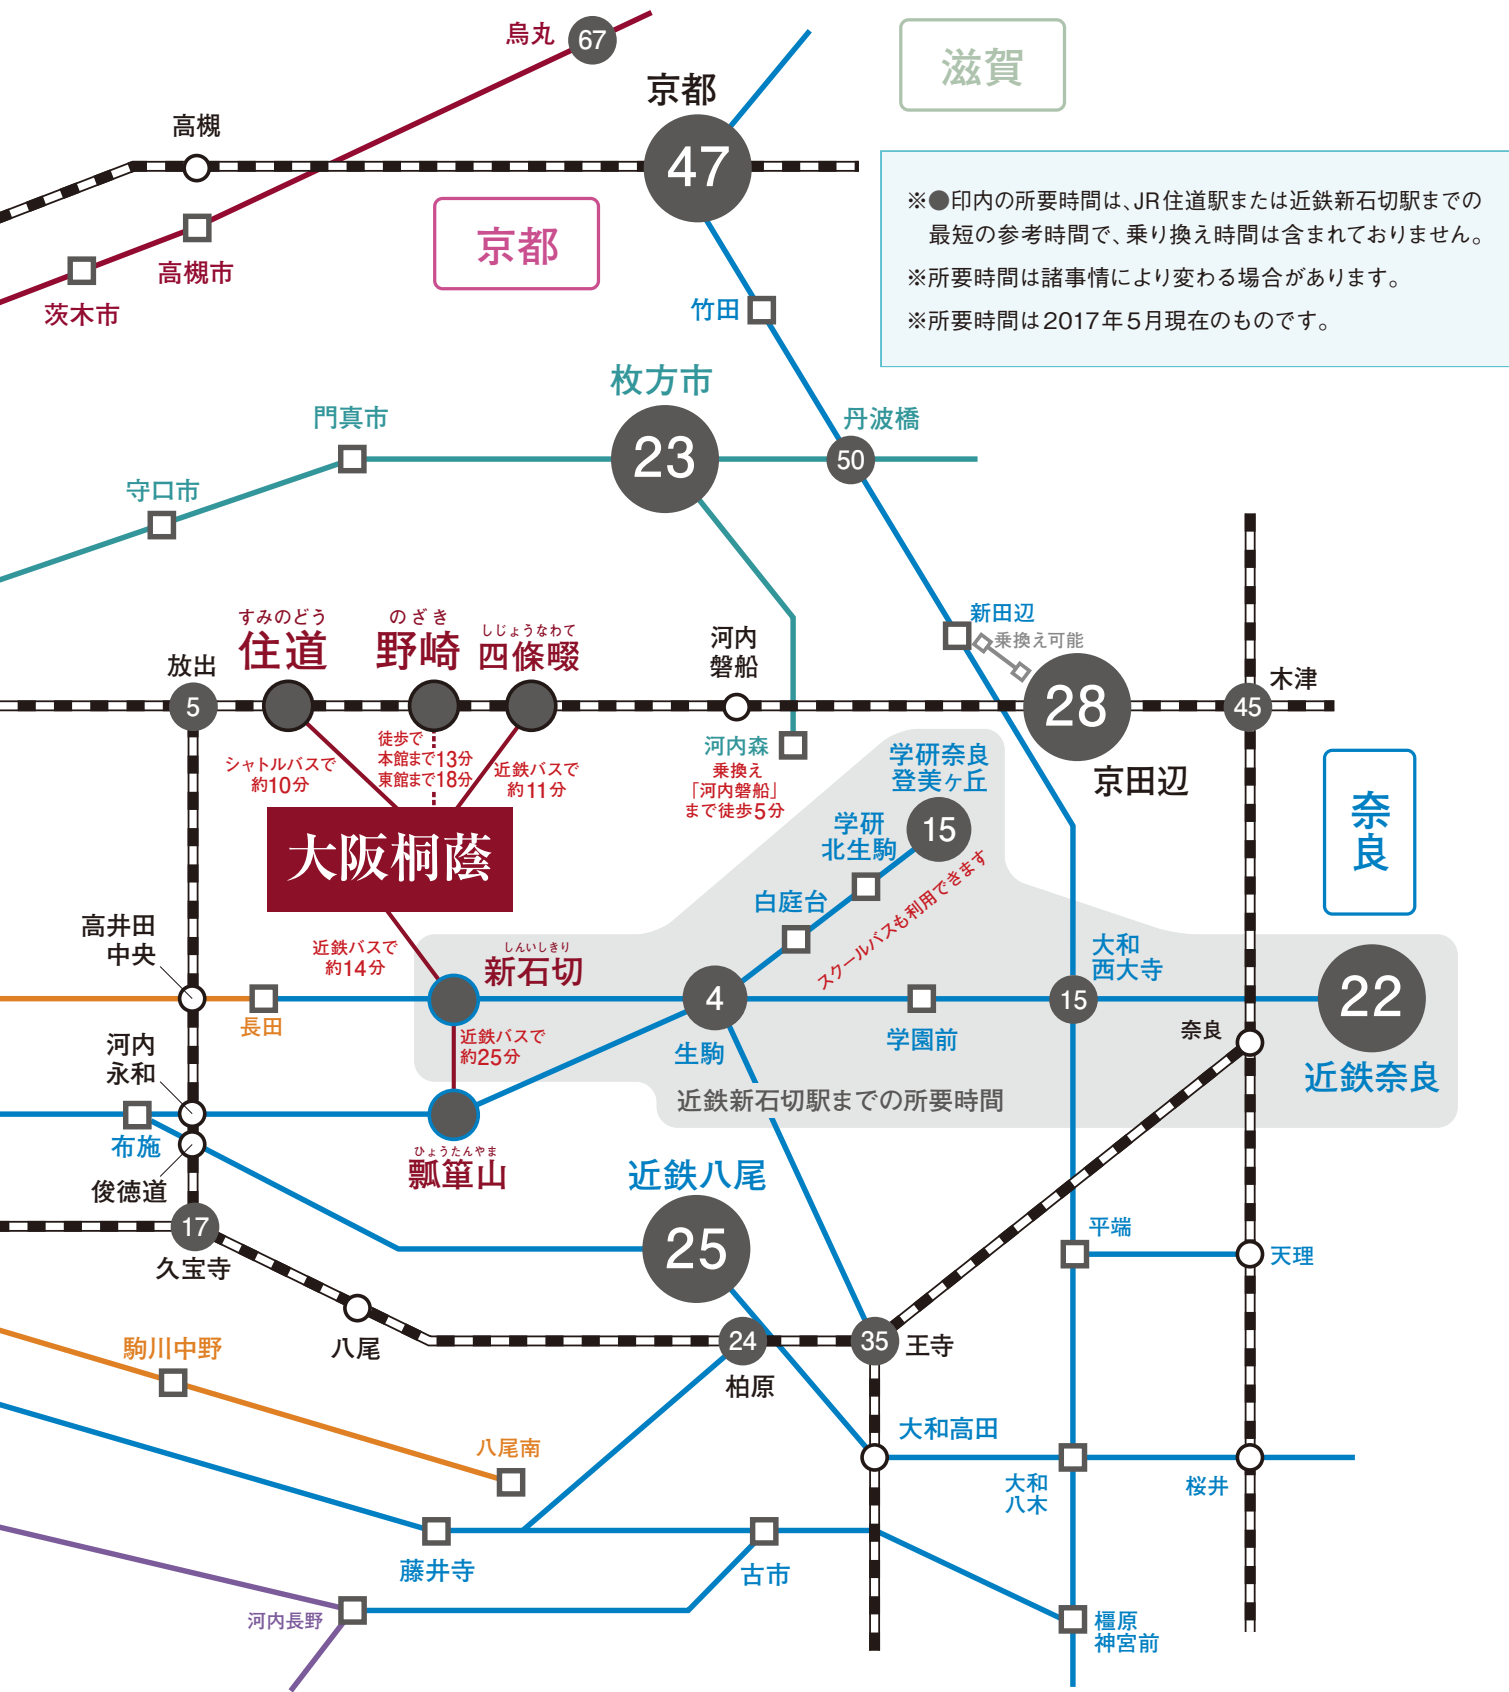 烏丸
67
滋賀
京都
47
高槻
※●印内の所要時間は、JR住道駅または近鉄新石切駅までの
最短の参考時間で、乗り換え時間は含まれておりません。
※所要時間は諸事情により変わる場合があります。
※所要時間は2017年5月現在のものです。
京都
高槻市
茨木市
竹田
枚方市
23
門真市
丹波橋
50
守口市
すみのどう
住道
のざき
野崎
しじょうなわて
四條畷
河内
磐船
新田辺
乗換え可能
放出
5
28
京田辺
木津
45
シャトルバスで
約10分
徒歩で
本館まで13分
東館まで18分
近鉄バスで
約11分
河内森
乗換え
「河内磐船」
まで徒歩5分
学研奈良
登美ヶ丘
15
奈良
大阪桐蔭
学研
北生駒
白庭台
スクールバスも利用できます
高井田
中央
近鉄バスで
約14分
しんいしきり
新石切
大和
西大寺
15
長田
4
生駒
学園前
奈良
22
近鉄奈良
河内
永和
近鉄バスで
約25分
近鉄新石切駅までの所要時間
布施
ひょうたんやま
瓢箪山
俊徳道
近鉄八尾
25
17
久宝寺
平端
天理
八尾
24
柏原
35
王寺
駒川中野
八尾南
大和高田
大和
八木
桜井
藤井寺
古市
河内長野
橿原
神宮前